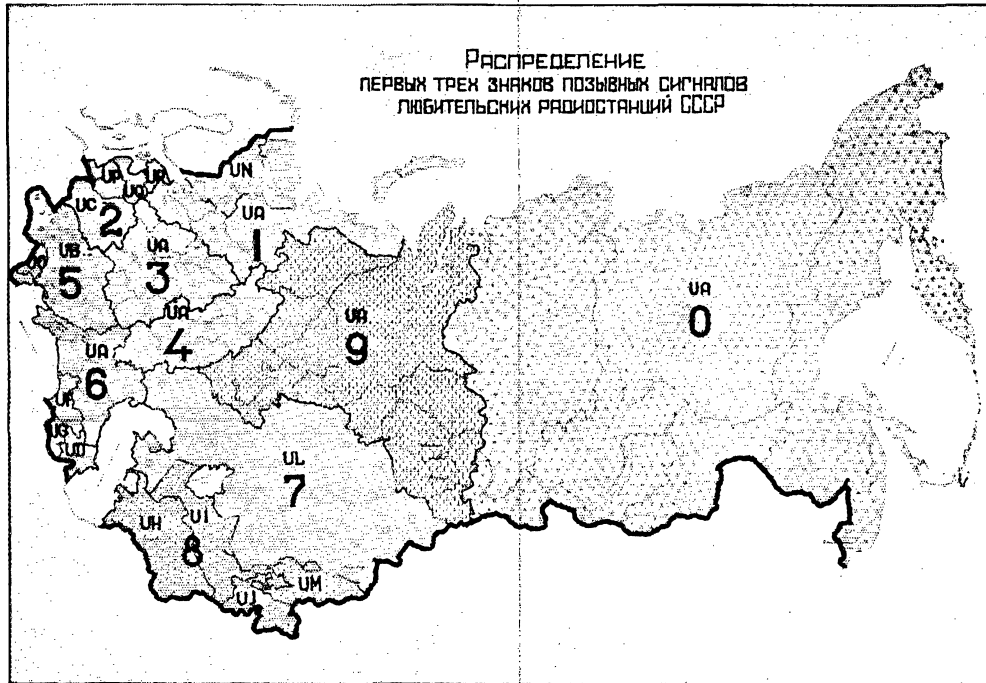 РАСПРЕДЕЛЕНИЕ
ПЕРВЫХ ТРЕХ ЗНАКОВ ПОЗЫВНЫХ СИГНАЛОВ
ЛЮБИТЕЛЬСКИХ РАДИОСТАНЦИЙ СССР
UN
UP
UR
UQ
UC
2
UA
1
UB
5
UO
UA
3
UA
4
UA
6
UF
UG
UD
UA
9
UA
0
UL
7
UH
UI
8
UJ
UM